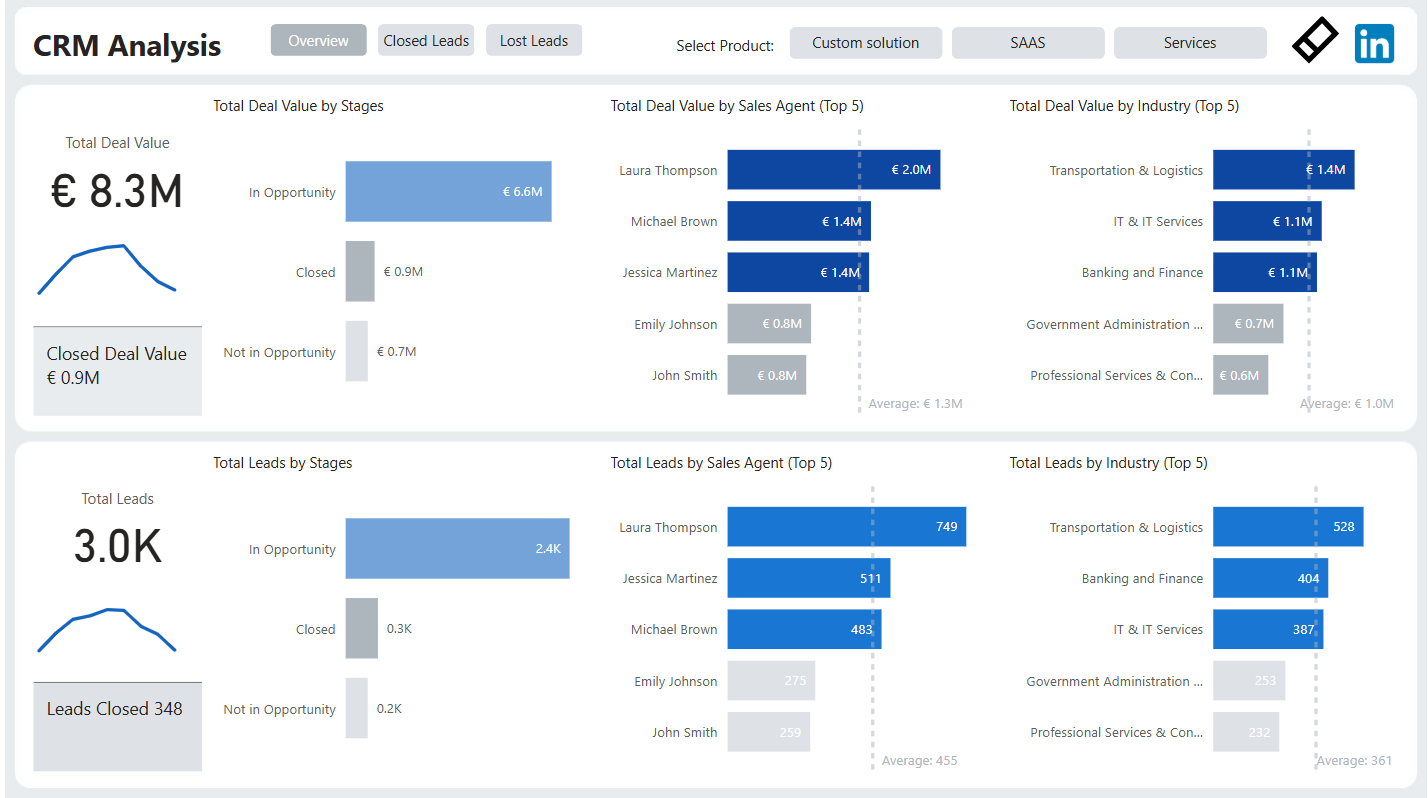 CRM Analysis
Overview
Closed Leads
Lost Leads
Select Product:
Custom solution
SAAS
Services
in
Total Deal Value
€ 8.3M
Closed Deal Value
€ 0.9M
Total Deal Value by Stages
In Opportunity
€ 6.6M
Closed
€ 0.9M
Not in Opportunity
€ 0.7M
Total Deal Value by Sales Agent (Top 5)
Laura Thompson
€ 2.0M
Michael Brown
€ 1.4M
Jessica Martinez
€ 1.4M
Emily Johnson
€ 0.8M
John Smith
€ 0.8M
Average: € 1.3M
Total Deal Value by Industry (Top 5)
Transportation & Logistics
€ 1.4M
IT & IT Services
€ 1.1M
Banking and Finance
€ 1.1M
Government Administration ...
€ 0.7M
Professional Services & Con...
€ 0.6M
Average: € 1.0M
Total Leads
3.0K
Leads Closed 348
Total Leads by Stages
In Opportunity
2.4K
Closed
0.3K
Not in Opportunity
0.2K
Total Leads by Sales Agent (Top 5)
Laura Thompson
749
Jessica Martinez
511
Michael Brown
483
Emily Johnson
275
John Smith
259
Average: 455
Total Leads by Industry (Top 5)
Transportation & Logistics
528
Banking and Finance
404
IT & IT Services
387
Government Administration ...
253
Professional Services & Con...
232
Average: 361